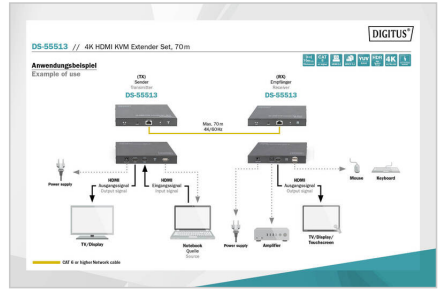 DIGITUS®
DS-55513 // 4K HDMI KVM Extender Set, 70m
Anwendungsbeispiel
Example of use
4K
(TX)
Sender
Transmitter
DS-55513
(RX)
Empfänger
Receiver
DS-55513
Max. 70m
4K/60Hz
Power supply
HDMI
Ausgangssignal
Output signal
HDMI
Eingangssignal
Input signal
HDMI
Ausgangssignal
Output signal
Mouse
Keyboard
TV/Display
Notebook
Quelle
Source
Power supply
Amplifier
TV/Display/
Touchscreen
CAT 6 or higher Network cable